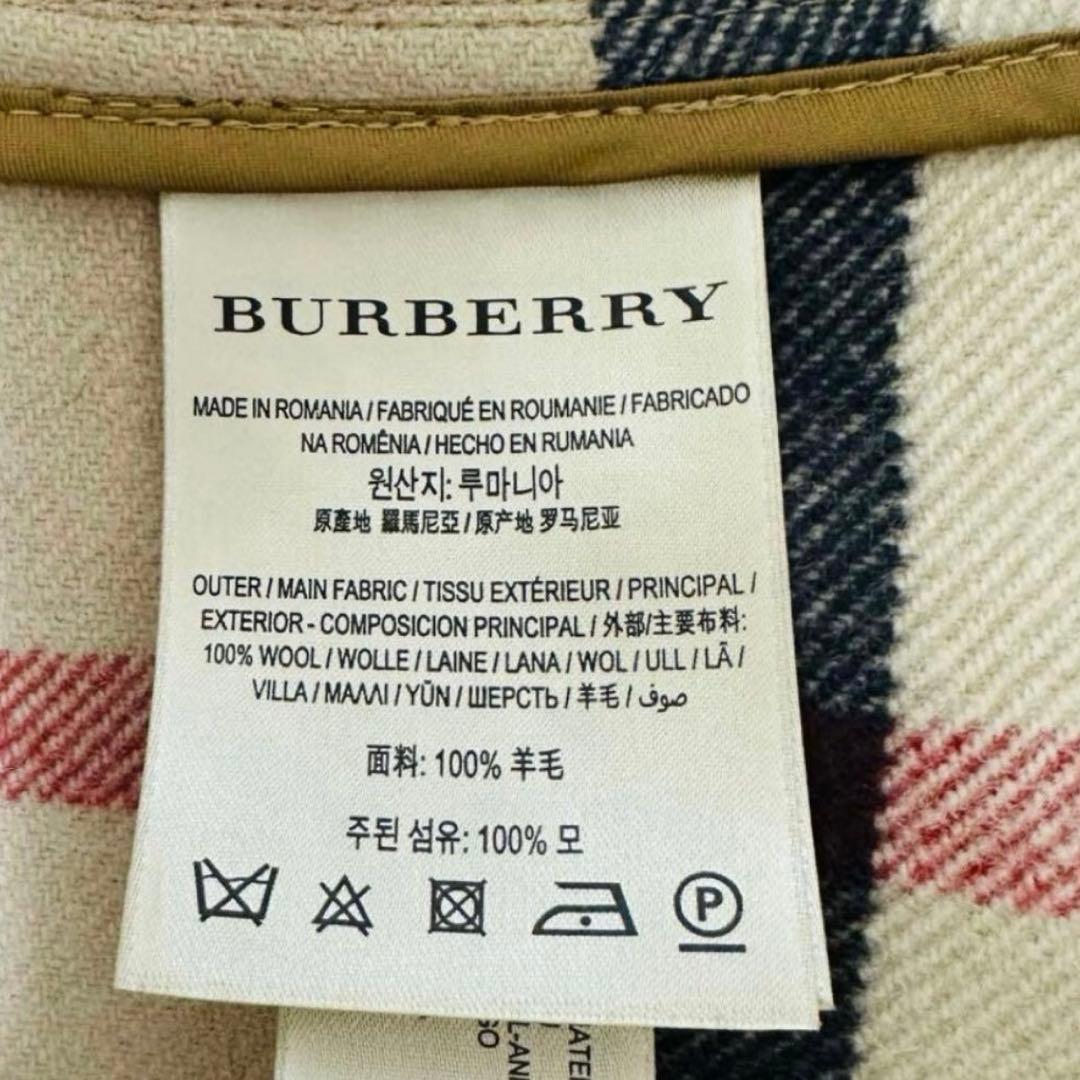 BURBERRY
MADE IN ROMANIA / FABRIQUÉ EN ROUMANIE / FABRICADO
NA ROMÊNIA / HECHO EN RUMANIA
원산지: 루마니아
原產地 羅馬尼亞 / 原产地 罗马尼亚
OUTER / MAIN FABRIC / TISSU EXTÉRIEUR / PRINCIPAL /
EXTERIOR - COMPOSICION PRINCIPAL / 外部/主要布料:
100% WOOL / WOLLE / LAINE / LANA / WOL / ULL / LÃ /
VILLA / ΜΑΛΛΙ / YŪN / ШЕРСТЬ / 羊毛 / صوف
面料: 100% 羊毛
주된 섬유: 100% 모
P